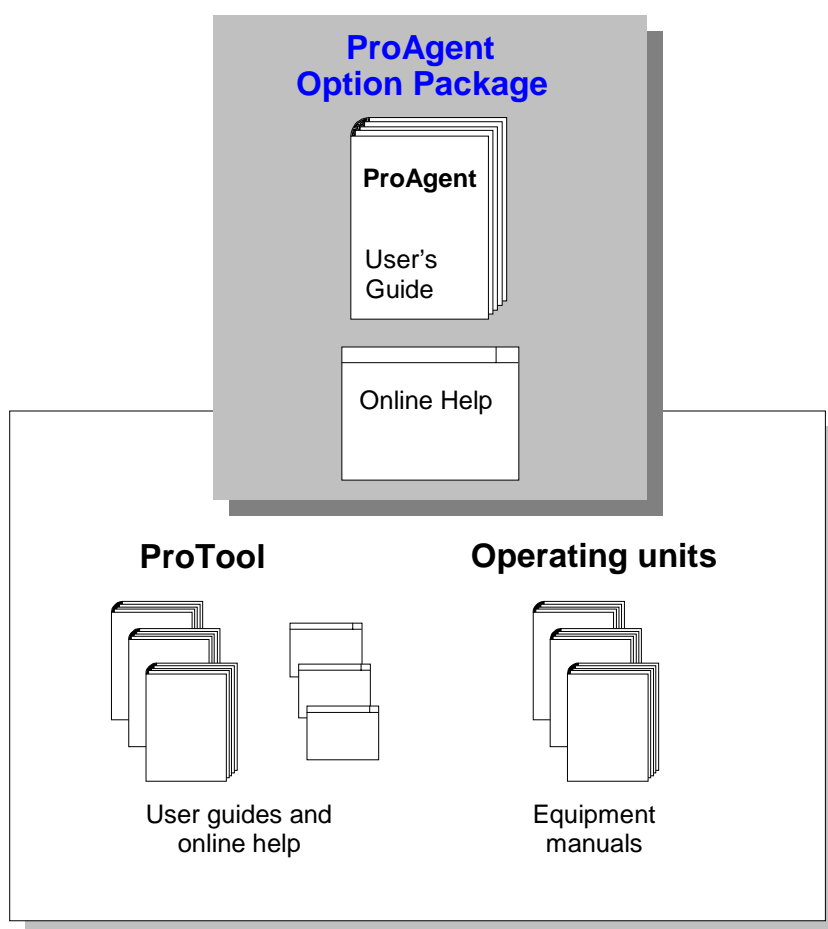 ProAgent
Option Package
ProAgent
User’s
Guide
Online Help
ProTool
Operating units
User guides and
online help
Equipment
manuals